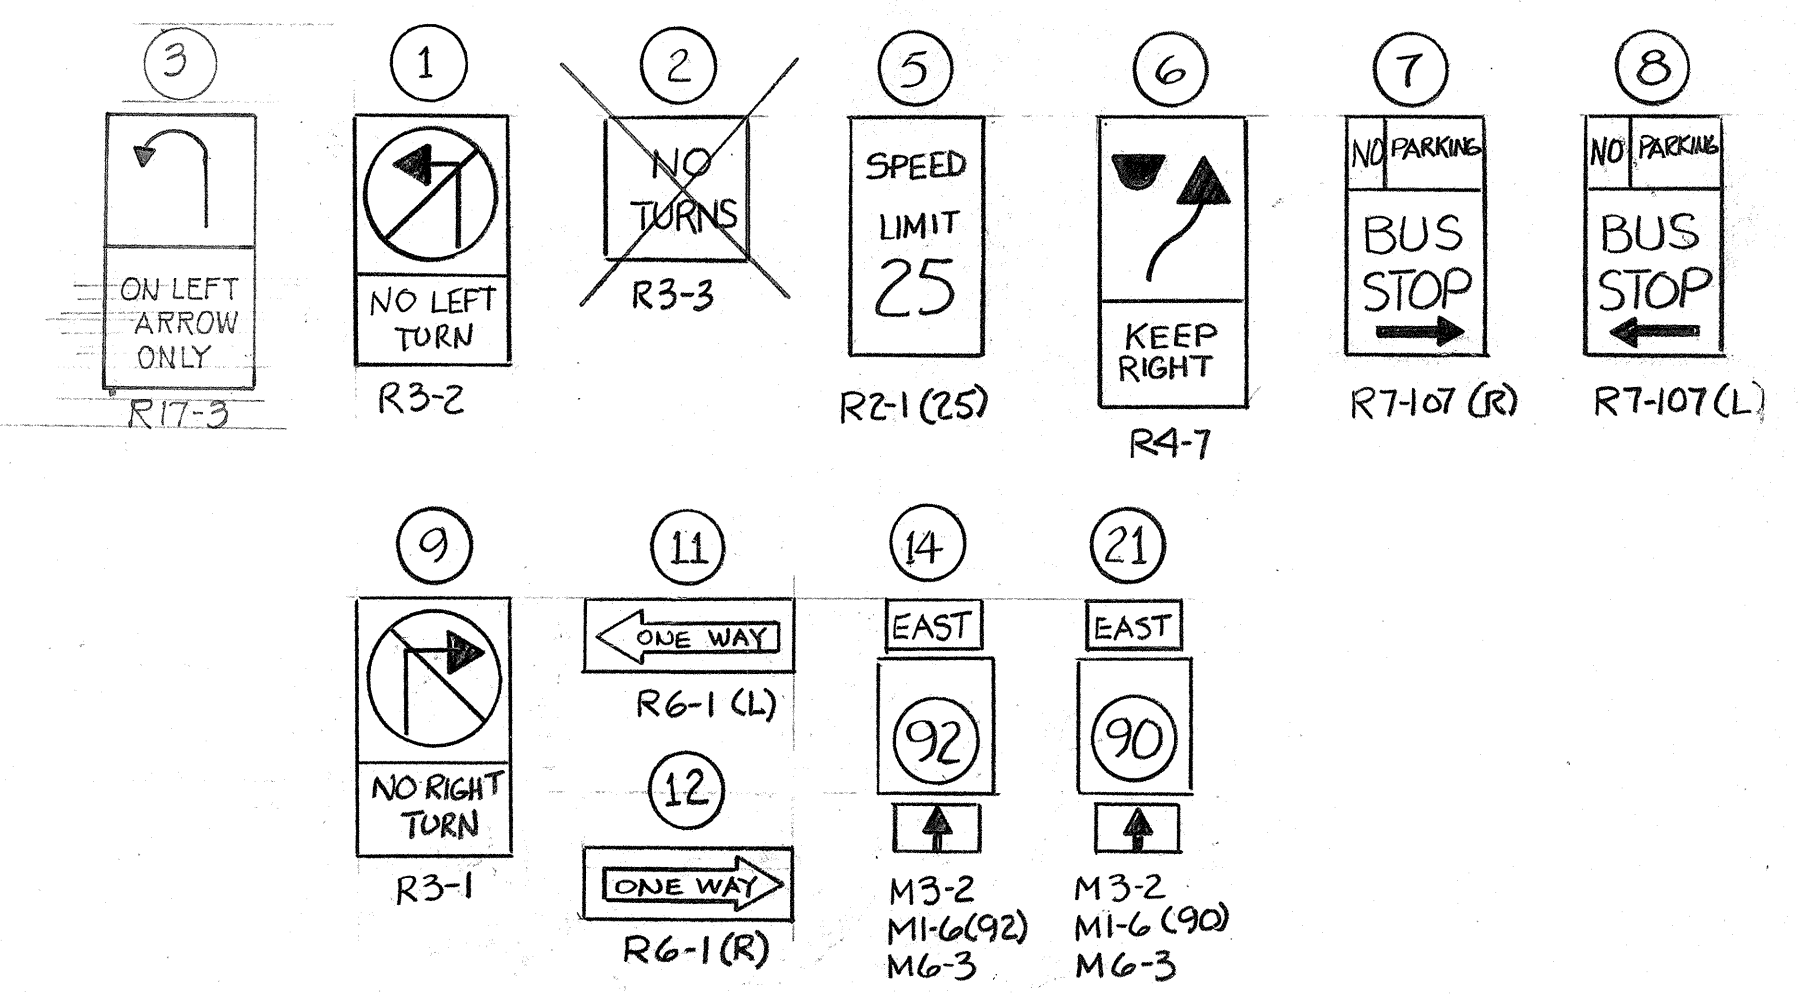 3
ON LEFT
ARROW
ONLY
R17-3
1
NO LEFT
TURN
R3-2
2
NO
TURNS
R3-3
5
SPEED
LIMIT
25
R2-1 (25)
6
KEEP
RIGHT
R4-7
7
NO PARKING
BUS
STOP
R7-107 (R)
8
NO PARKING
BUS
STOP
R7-107 (L)
9
NO RIGHT
TURN
R3-1
11
ONE WAY
R6-1 (L)
12
ONE WAY
R6-1 (R)
14
EAST
92
M3-2
M1-6(92)
M6-3
21
EAST
90
M3-2
M1-6 (90)
M6-3